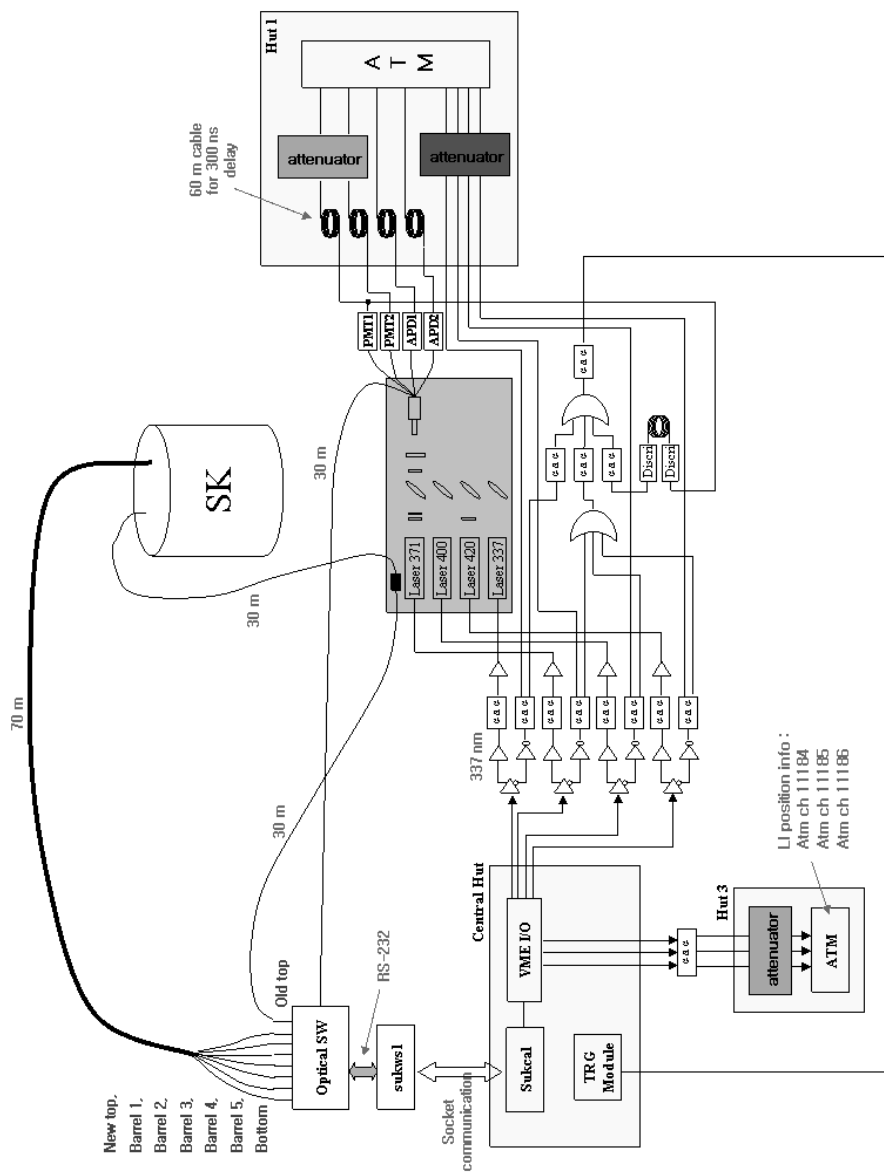 Hut 1
A
T
M
attenuator
attenuator
60 m cable
for 300 ns
delay
PMT1
PMT2
APD1
APD2
SK
30 m
30 m
30 m
70 m
Laser 371
Laser 400
Laser 420
Laser 337
c a c
c a c
c a c
c a c
Discri
Discri
c a c
c a c
c a c
c a c
c a c
c a c
c a c
c a c
337 nm
New top,
Barrel 1,
Barrel 2,
Barrel 3,
Barrel 4,
Barrel 5,
Bottom
Old top
Optical SW
RS-232
sukws1
Socket
communication
Central Hut
VME I/O
Sukcal
TRG
Module
c a c
Hut 3
attenuator
ATM
LI position info :
Atm ch 11184
Atm ch 11185
Atm ch 11186